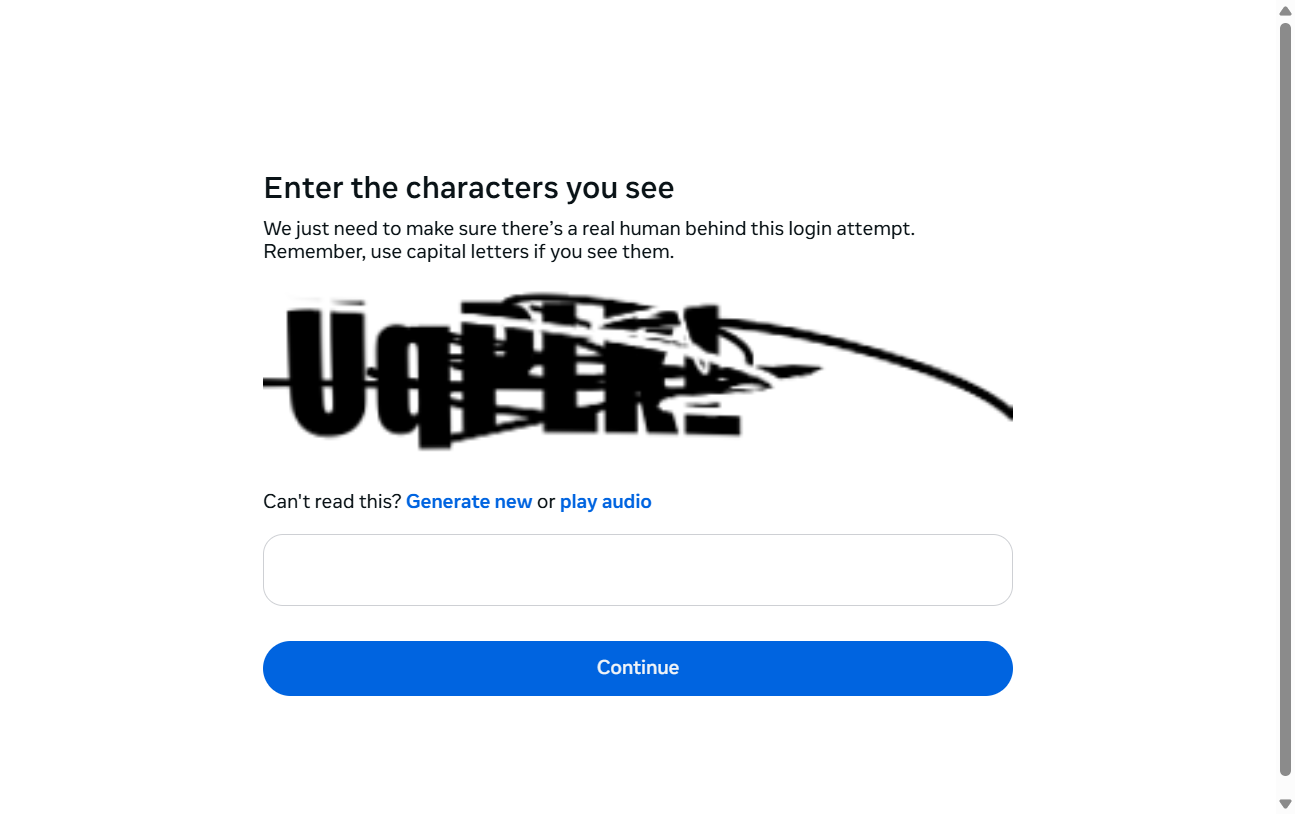 Enter the characters you see
We just need to make sure there's a real human behind this login attempt.
Remember, use capital letters if you see them.
Can't read this? Generate new or play audio
Continue